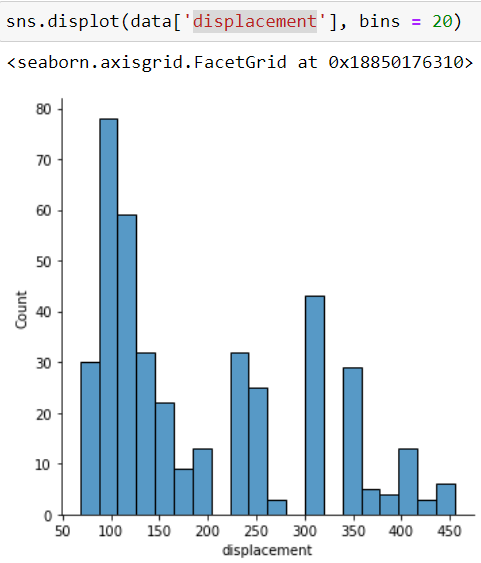 sns.displot(data['displacement'], bins = 20)
<seaborn.axisgrid.FacetGrid at 0x18850176310>
80
70
60
50
40
30
20
10
0
Count
50 100 150 200 250 300 350 400 450
displacement